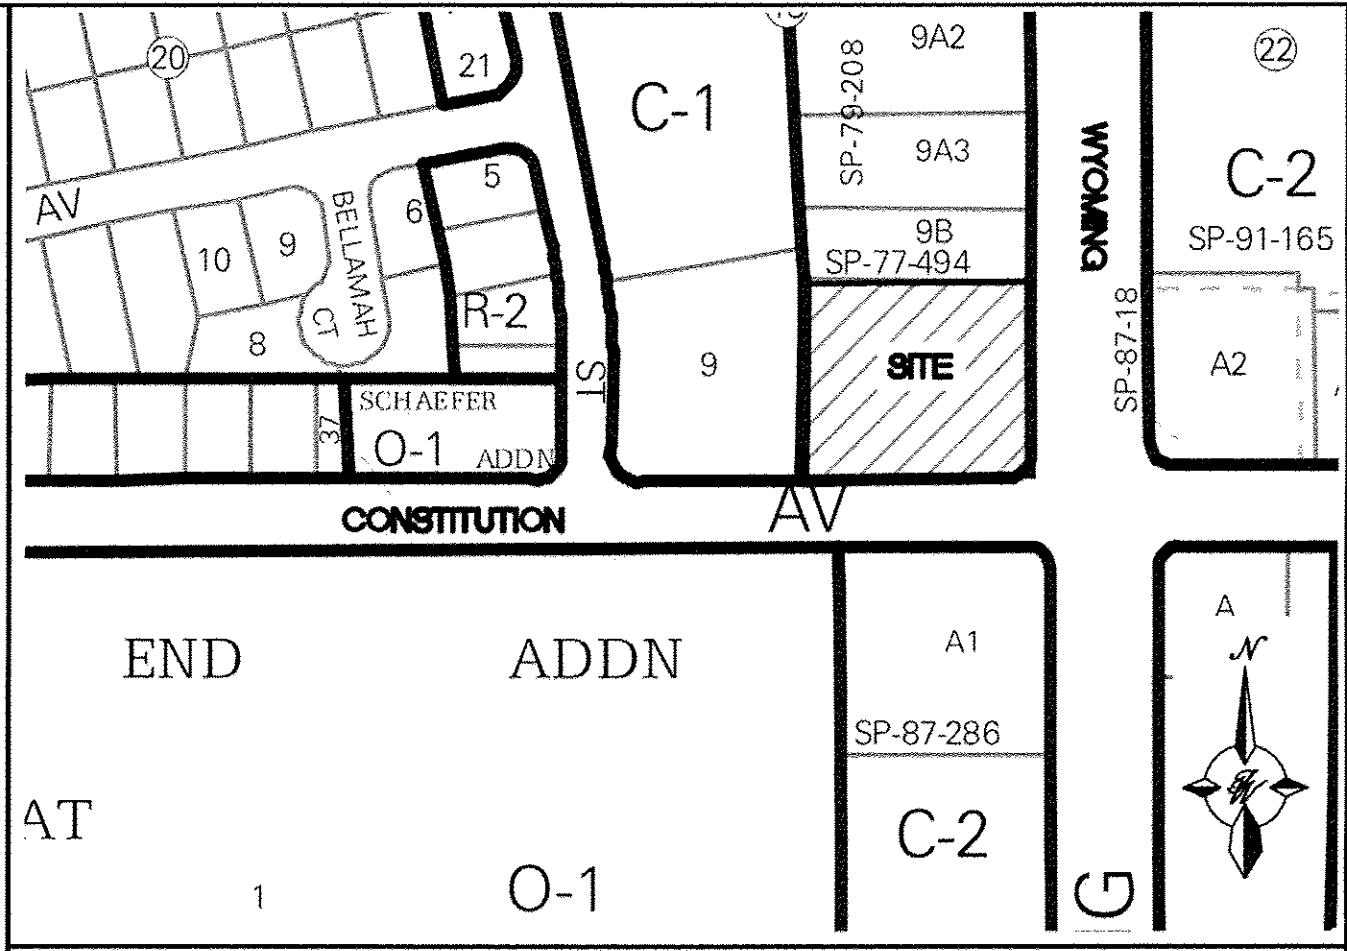 20
21
C-1
SP-79-208
9A2
22
9A3
WYOMING
C-2
AV
10
9
BELLAMAH
CT
6
5
9B
SP-77-494
SP-91-165
R-2
8
ST
9
SITE
SP-87-18
A2
SCHAEFER
37
O-1
ADDN
CONSTITUTION
AV
END
ADDN
A1
A
N
SP-87-286
AT
C-2
1
O-1
G